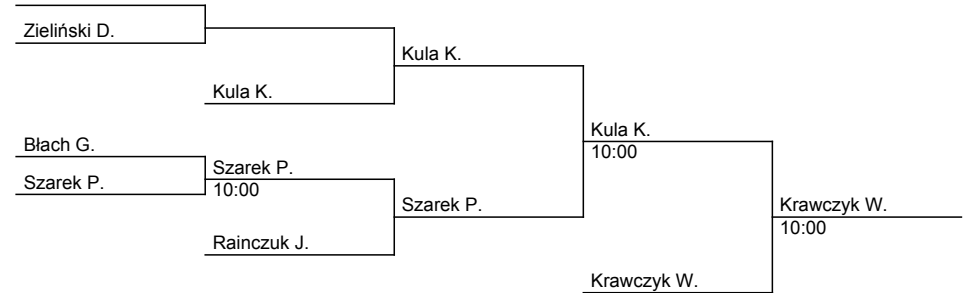 Zieliński D.
Kula K.
Kula K.
Kula K.
10:00
Błach G.
Szarek P.
Szarek P.
10:00
Szarek P.
Rainczuk J.
Krawczyk W.
10:00
Krawczyk W.